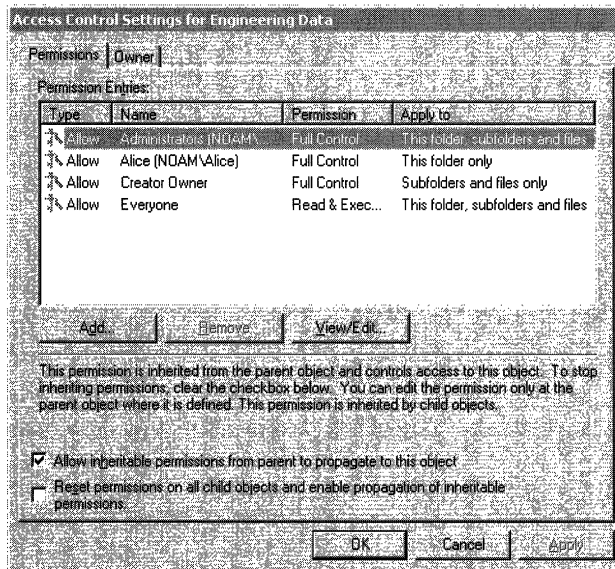 Access Control Settings for Engineering Data
Permissions Owner
Permission Entries:
Type Name Permission Apply to
Allow Administrators (NOAM\... Full Control This folder, subfolders and files
Allow Alice (NOAM\Alice) Full Control This folder only
Allow Creator Owner Full Control Subfolders and files only
Allow Everyone Read & Exec... This folder, subfolders and files
Add... Remove View/Edit...
This permission is inherited from the parent object and controls access to this object. To stop
inheriting permissions, clear the checkbox below. You can edit the permission only at the
parent object where it is defined. This permission is inherited by child objects.
Allow inheritable permissions from parent to propagate to this object
Reset permissions on all child objects and enable propagation of inheritable
permissions.
OK Cancel Apply